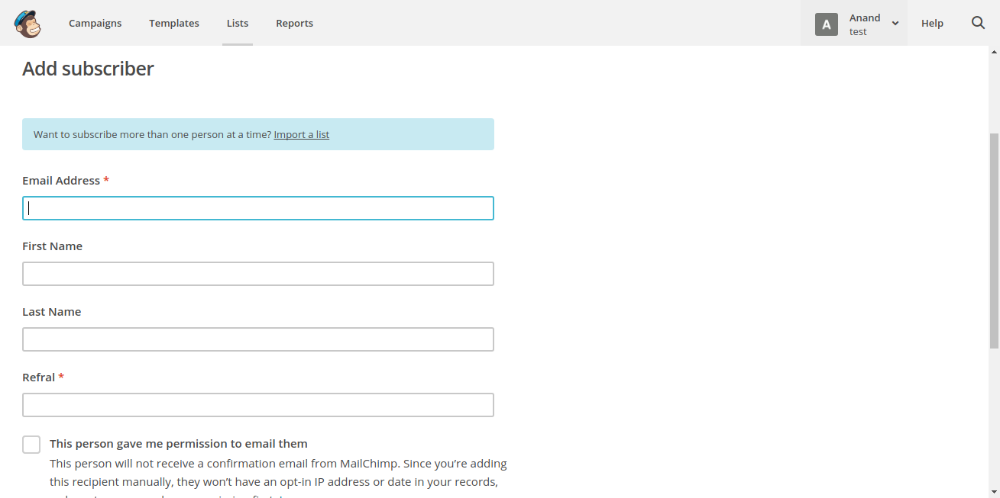 Campaigns Templates Lists Reports
A Anand
test
Help
Add subscriber
Want to subscribe more than one person at a time? Import a list
Email Address *
First Name
Last Name
Refral *
This person gave me permission to email them
This person will not receive a confirmation email from MailChimp. Since you’re adding
this recipient manually, they won’t have an opt-in IP address or date in your records,